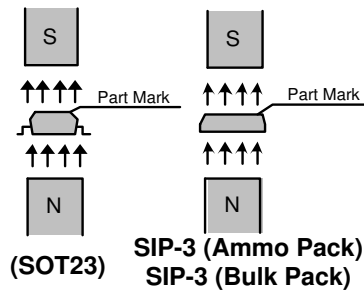 S
S
Part Mark
Part Mark
N
N
(SOT23)
SIP-3 (Ammo Pack)
SIP-3 (Bulk Pack)